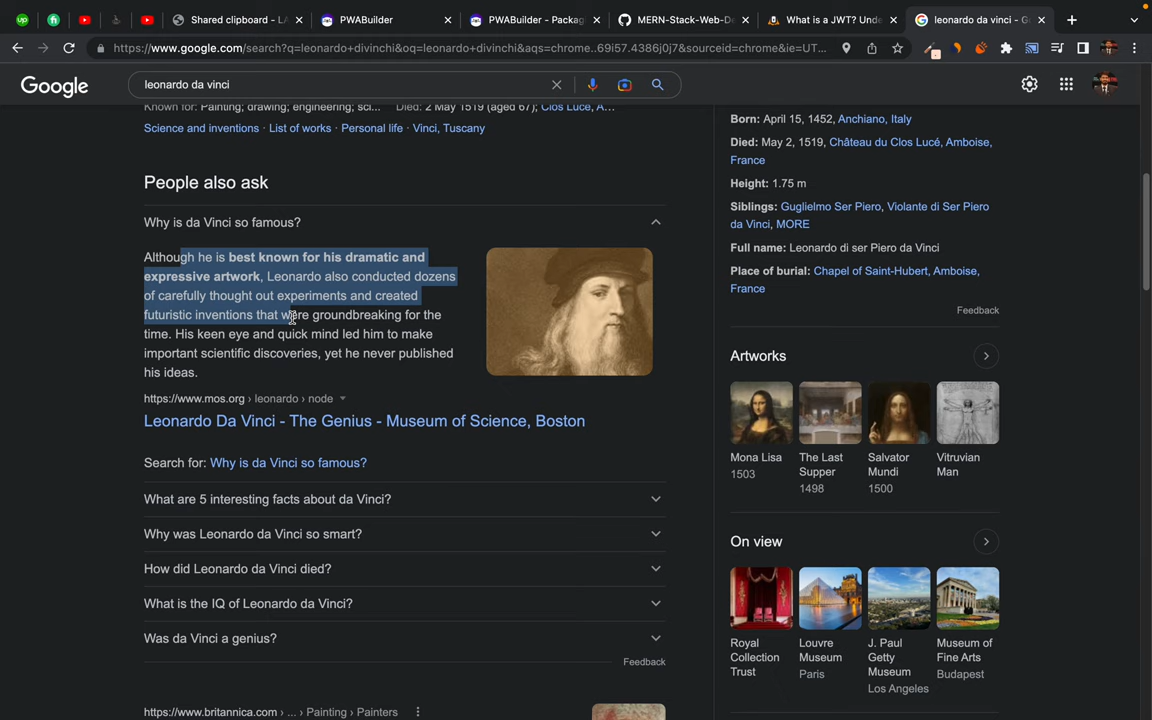 Shared clipboard - LA
PWABuilder
PWABuilder - Packag
MERN-Stack-Web-De
What is a JWT? Unde
leonardo da vinci - G
https://www.google.com/search?q=leonardo+divinchi&oq=leonardo+divinchi&aqs=chrome..69i57.4386j0j7&sourceid=chrome&ie=UT...
Google
leonardo da vinci
Known for: Painting; drawing; engineering; sci... Died: 2 May 1519 (aged 67); Clos Lucé, A...
Science and inventions · List of works · Personal life · Vinci, Tuscany
People also ask
Why is da Vinci so famous?
Although he is best known for his dramatic and
expressive artwork, Leonardo also conducted dozens
of carefully thought out experiments and created
futuristic inventions that were groundbreaking for the
time. His keen eye and quick mind led him to make
important scientific discoveries, yet he never published
his ideas.
https://www.mos.org › leonardo › node
Leonardo Da Vinci - The Genius - Museum of Science, Boston
Search for: Why is da Vinci so famous?
What are 5 interesting facts about da Vinci?
Why was Leonardo da Vinci so smart?
How did Leonardo da Vinci died?
What is the IQ of Leonardo da Vinci?
Was da Vinci a genius?
Feedback
https://www.britannica.com › ... › Painting › Painters
Born: April 15, 1452, Anchiano, Italy
Died: May 2, 1519, Château du Clos Lucé, Amboise,
France
Height: 1.75 m
Siblings: Guglielmo Ser Piero, Violante di Ser Piero
da Vinci, MORE
Full name: Leonardo di ser Piero da Vinci
Place of burial: Chapel of Saint-Hubert, Amboise,
France
Feedback
Artworks
Mona Lisa
1503
The Last
Supper
1498
Salvator
Mundi
1500
Vitruvian
Man
On view
Royal
Collection
Trust
Louvre
Museum
Paris
J. Paul
Getty
Museum
Los Angeles
Museum of
Fine Arts
Budapest